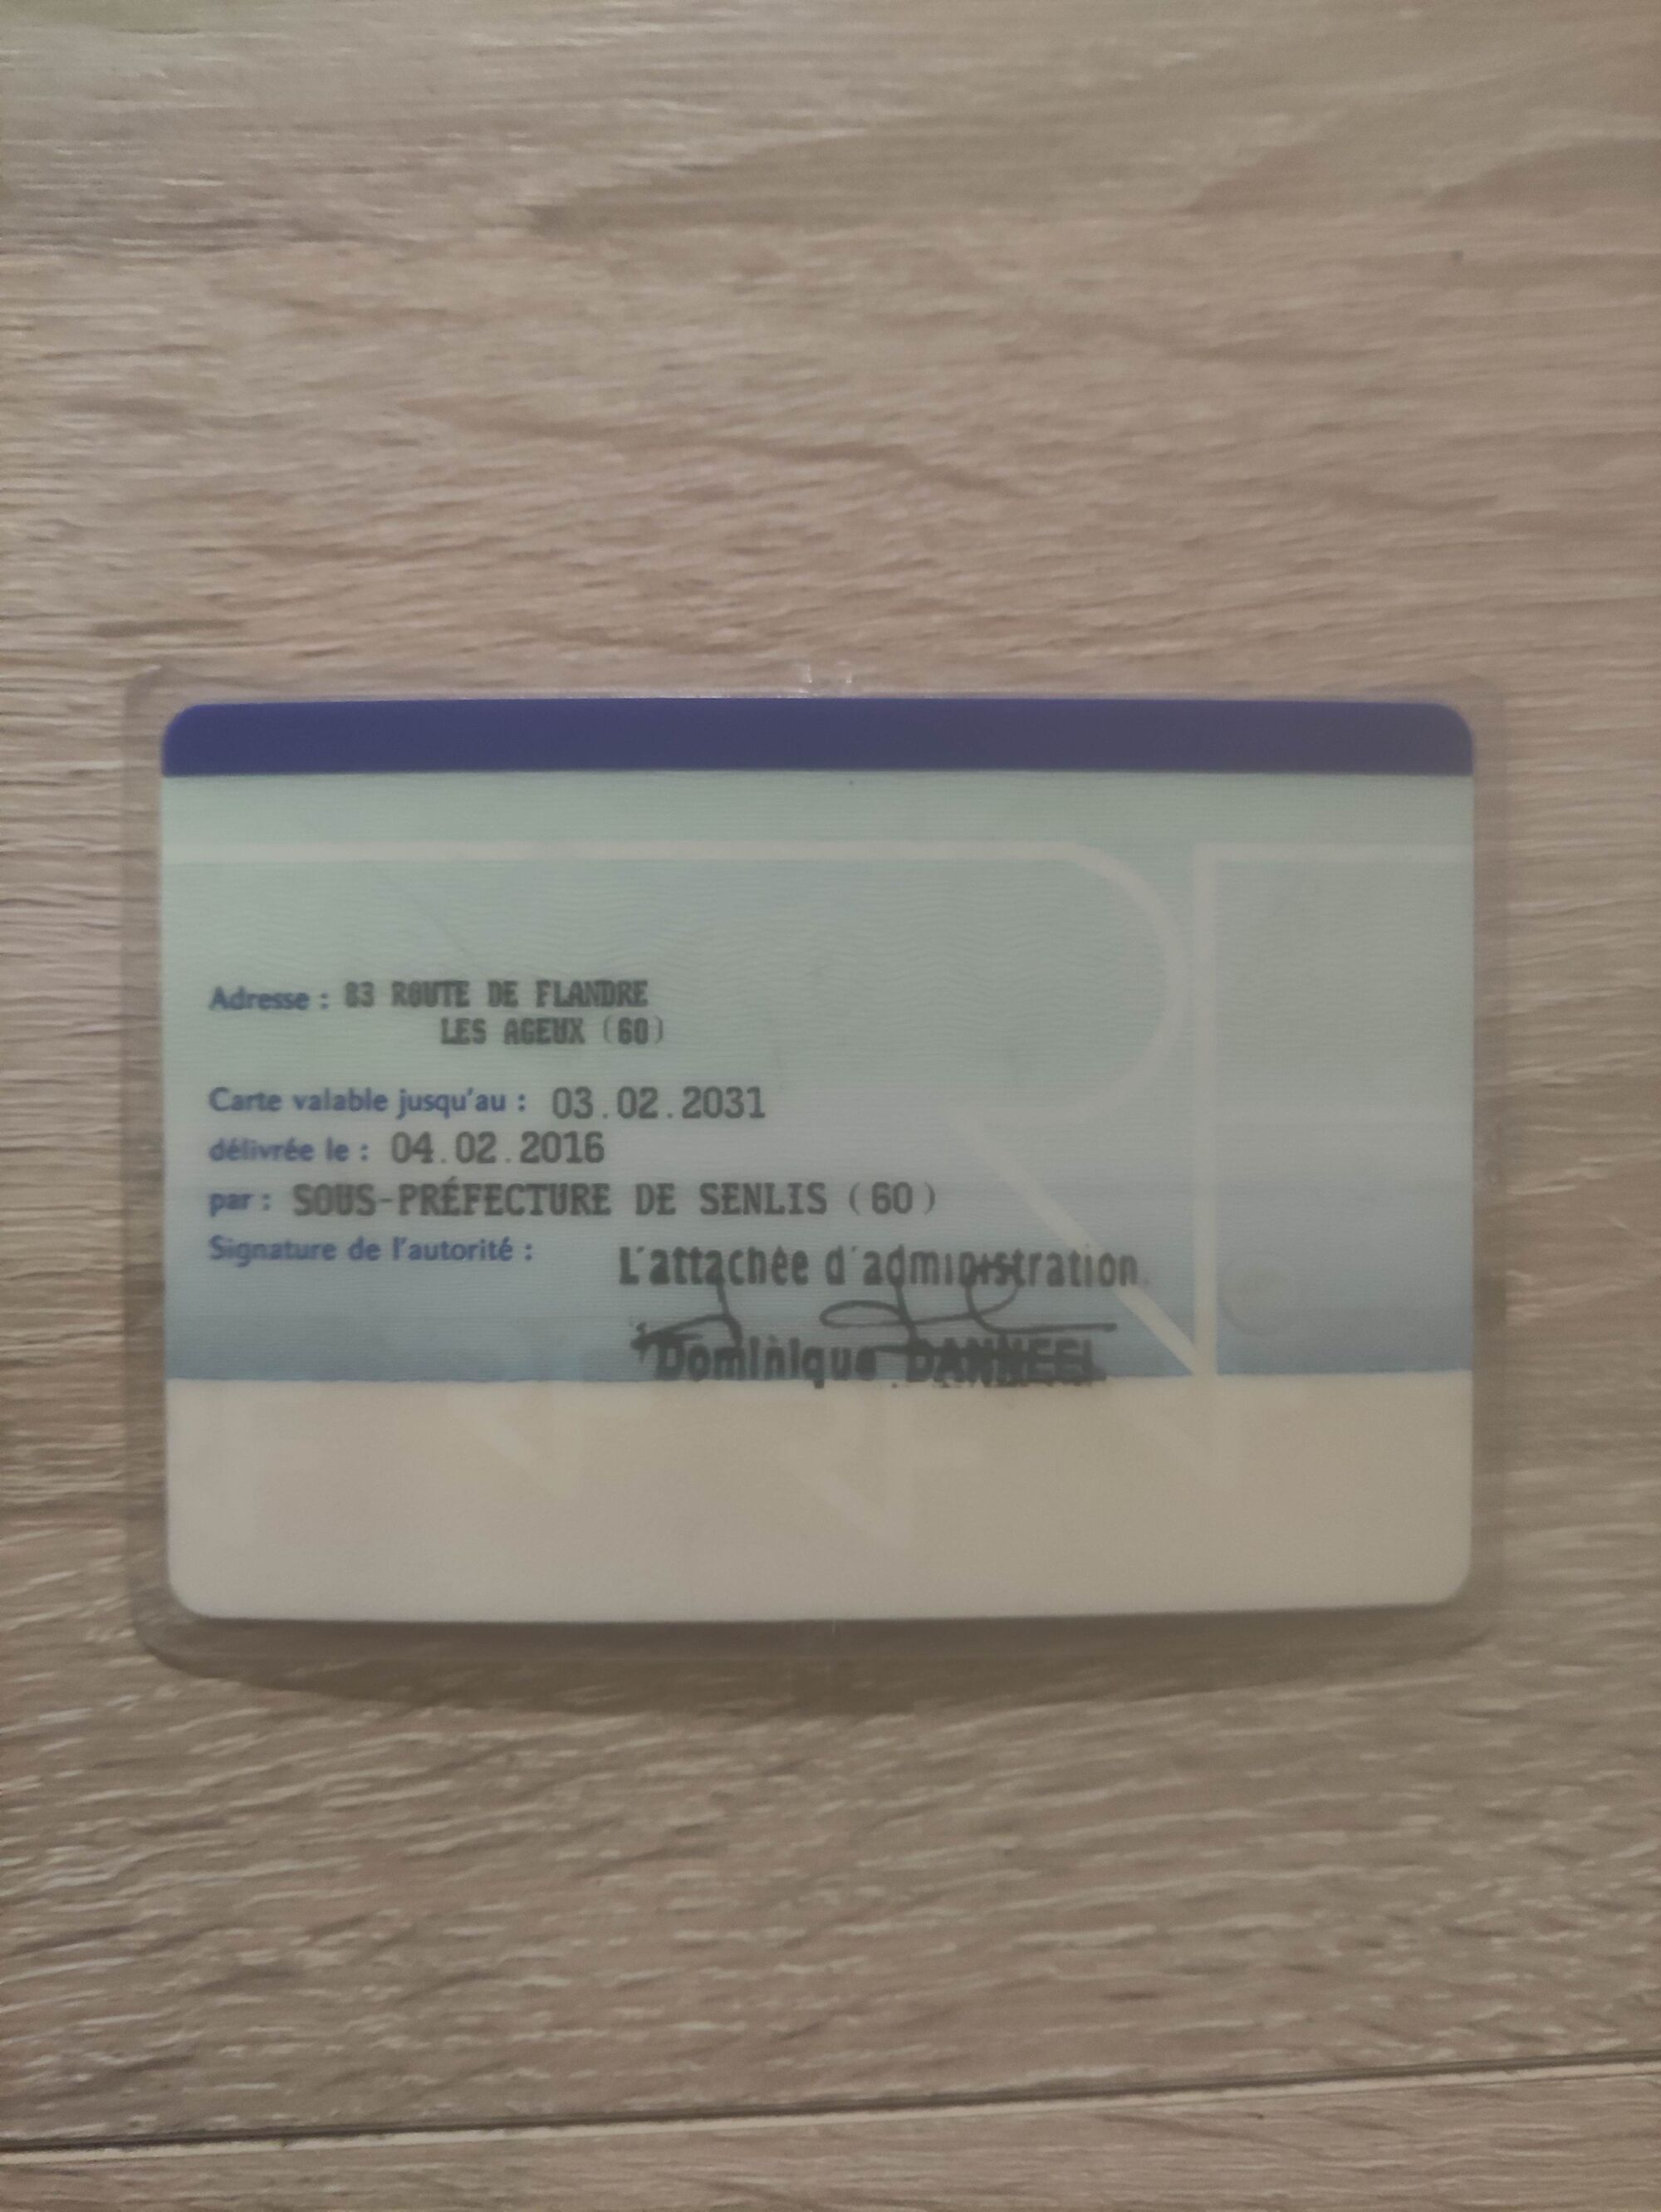 Adresse : 83 ROUTE DE FLANDRE
LES AGEUX (60)
Carte valable jusqu'au : 03.02.2031
délivrée le : 04.02.2016
par : SOUS-PRÉFECTURE DE SENLIS (60)
Signature de l'autorité :
L'attachée d'administration
Dominique DANNEEL